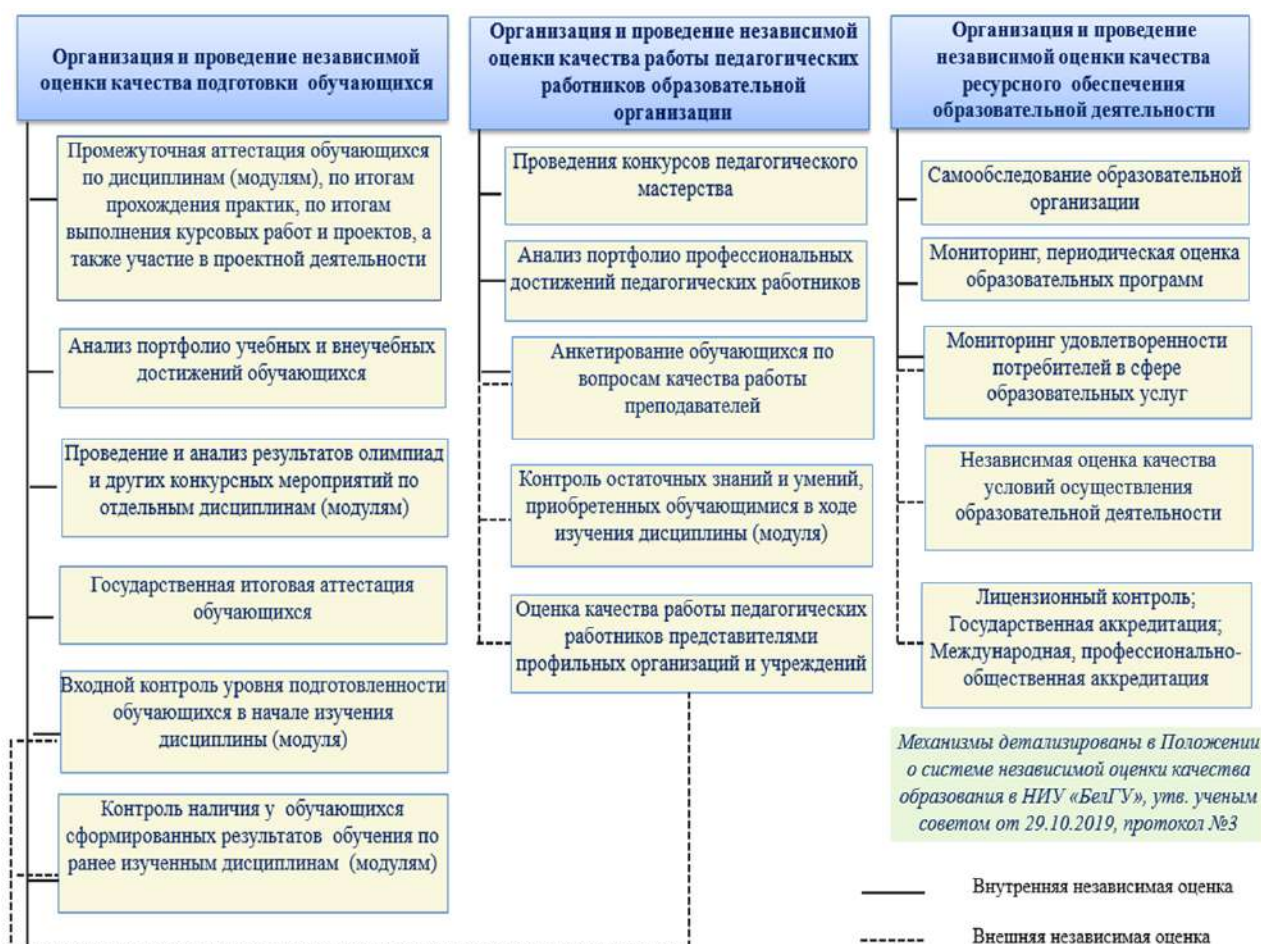 Организация и проведение независимой
оценки качества подготовки обучающихся
Промежуточная аттестация обучающихся
по дисциплинам (модулям), по итогам
прохождения практик, по итогам
выполнения курсовых работ и проектов, а
также участие в проектной деятельности
Анализ портфолио учебных и внеучебных
достижений обучающихся
Проведение и анализ результатов олимпиад
и других конкурсных мероприятий по
отдельным дисциплинам (модулям)
Государственная итоговая аттестация
обучающихся
Входной контроль уровня подготовленности
обучающихся в начале изучения
дисциплины (модуля)
Контроль наличия у обучающихся
сформированных результатов обучения по
ранее изученным дисциплинам (модулям)
Организация и проведение независимой
оценки качества работы педагогических
работников образовательной
организации
Проведения конкурсов педагогического
мастерства
Анализ портфолио профессиональных
достижений педагогических работников
Анкетирование обучающихся по
вопросам качества работы
преподавателей
Контроль остаточных знаний и умений,
приобретенных обучающимися в ходе
изучения дисциплины (модуля)
Оценка качества работы педагогических
работников представителями
профильных организаций и учреждений
Организация и проведение
независимой оценки качества
ресурсного обеспечения
образовательной деятельности
Самообследование образовательной
организации
Мониторинг, периодическая оценка
образовательных программ
Мониторинг удовлетворенности
потребителей в сфере
образовательных услуг
Независимая оценка качества
условий осуществления
образовательной деятельности
Лицензионный контроль;
Государственная аккредитация;
Международная, профессионально-
общественная аккредитация
Механизмы детализированы в Положении
о системе независимой оценки качества
образования в НИУ «БелГУ», утв. ученым
советом от 29.10.2019, протокол №3
Внутренняя независимая оценка
Внешняя независимая оценка